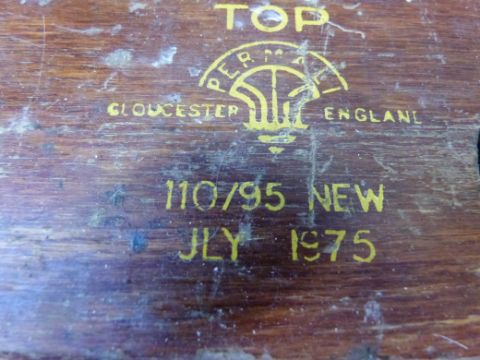 TOP
PERMALI
GLOUCESTER ENGLAND
110/95 NEW
JLY 1975